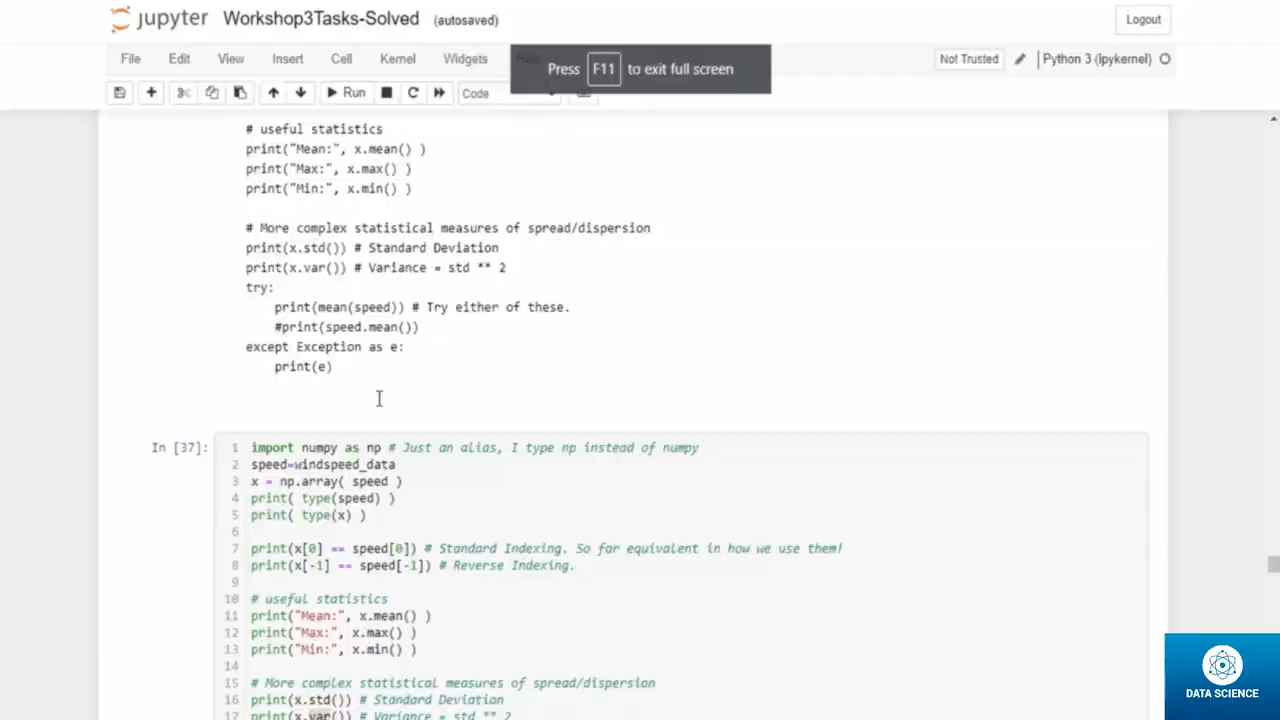 jupyter Workshop3Tasks-Solved (autosaved)
Logout
File Edit View Insert Cell Kernel Widgets
Press F11 to exit full screen
Not Trusted
Python 3 (ipykernel)
Run
Code
# useful statistics
print("Mean:", x.mean() )
print("Max:", x.max() )
print("Min:", x.min() )
# More complex statistical measures of spread/dispersion
print(x.std()) # Standard Deviation
print(x.var()) # Variance = std ** 2
try:
print(mean(speed)) # Try either of these.
#print(speed.mean())
except Exception as e:
print(e)
In [37]:
1 import numpy as np # Just an alias, I type np instead of numpy
2 speed=windspeed_data
3 x = np.array( speed )
4 print( type(speed) )
5 print( type(x) )
6
7 print(x[0] == speed[0]) # Standard Indexing. So far equivalent in how we use them!
8 print(x[-1] == speed[-1]) # Reverse Indexing.
9
10 # useful statistics
11 print("Mean:", x.mean() )
12 print("Max:", x.max() )
13 print("Min:", x.min() )
14
15 # More complex statistical measures of spread/dispersion
16 print(x.std()) # Standard Deviation
17 print(x.var()) # Variance = std ** 2
DATA SCIENCE